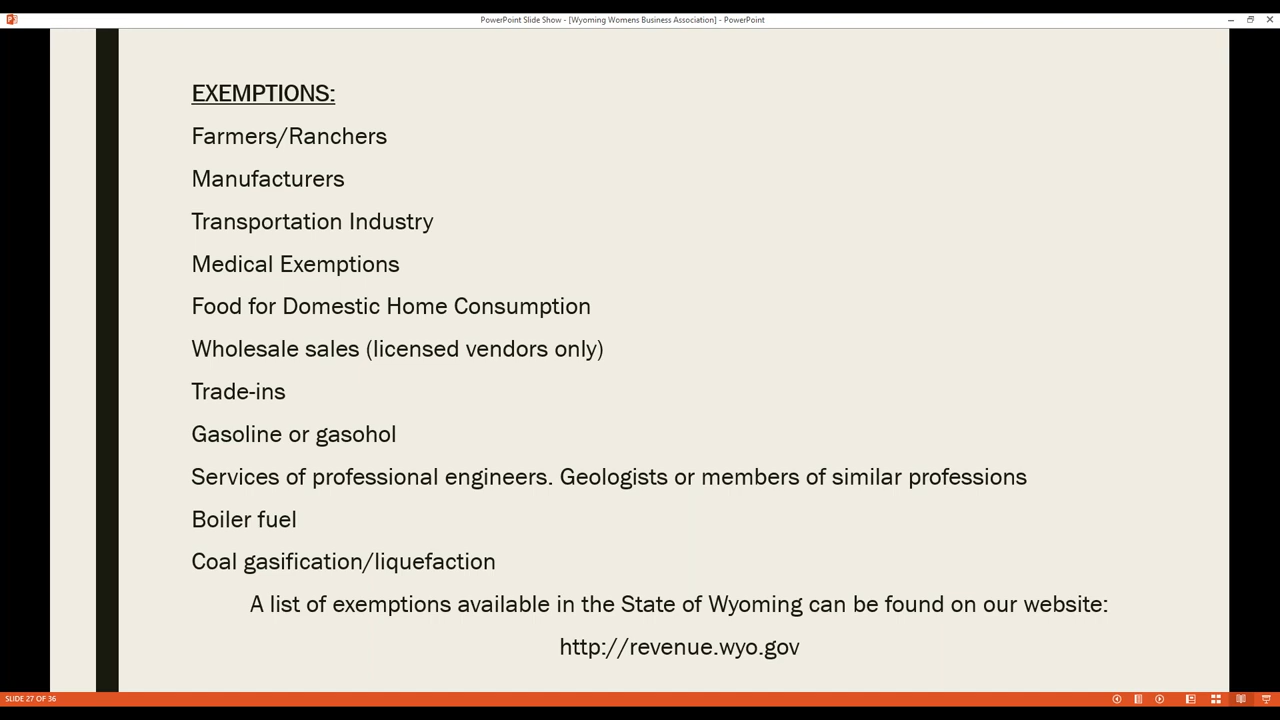 PowerPoint Slide Show - [Wyoming Womens Business Association] - PowerPoint
EXEMPTIONS:
Farmers/Ranchers
Manufacturers
Transportation Industry
Medical Exemptions
Food for Domestic Home Consumption
Wholesale sales (licensed vendors only)
Trade-ins
Gasoline or gasohol
Services of professional engineers. Geologists or members of similar professions
Boiler fuel
Coal gasification/liquefaction
A list of exemptions available in the State of Wyoming can be found on our website:
http://revenue.wyo.gov
SLIDE 27 OF 36